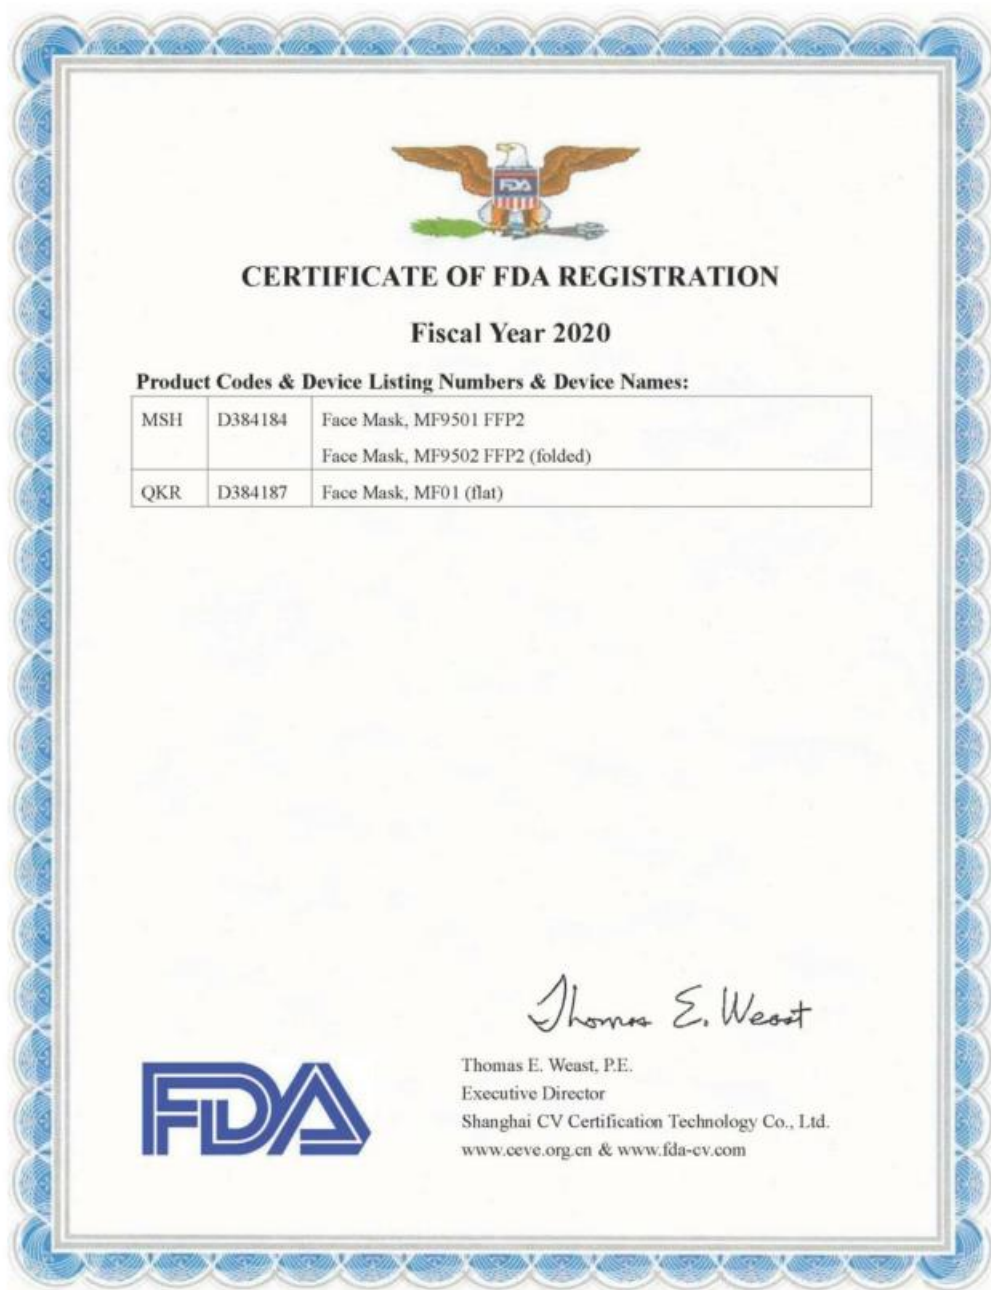 FDA
CERTIFICATE OF FDA REGISTRATION
Fiscal Year 2020
Product Codes & Device Listing Numbers & Device Names:
MSH D384184 Face Mask, MF9501 FFP2
Face Mask, MF9502 FFP2 (folded)
QKR D384187 Face Mask, MF01 (flat)
Thomas E. Weast
Thomas E. Weast, P.E.
Executive Director
Shanghai CV Certification Technology Co., Ltd.
www.ceve.org.cn & www.fda-cv.com
FDA